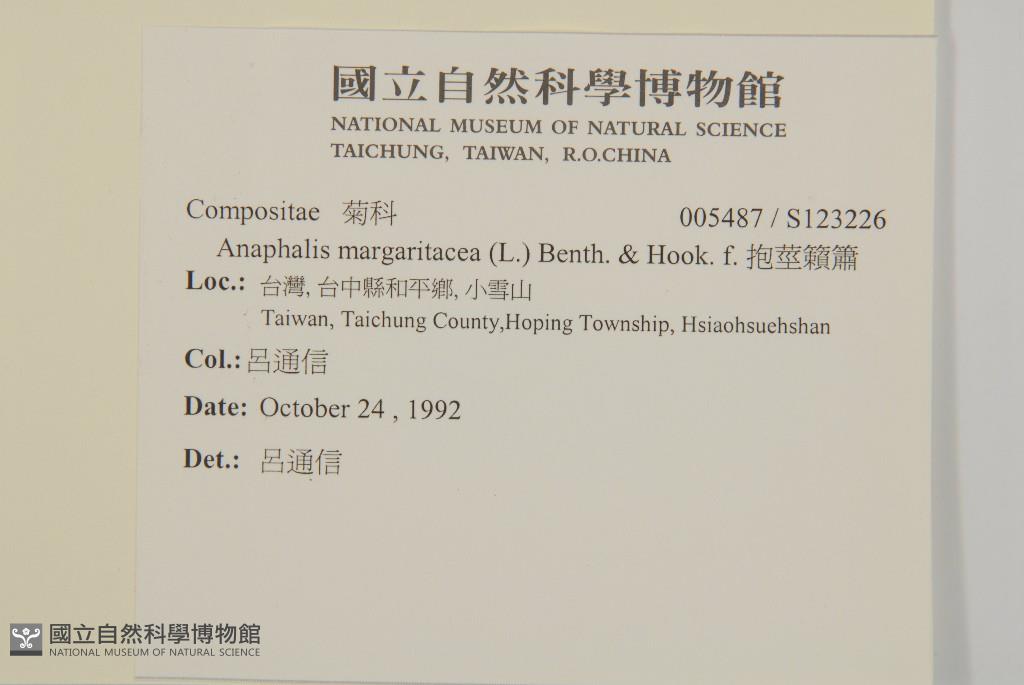 國立自然科學博物館
NATIONAL MUSEUM OF NATURAL SCIENCE
TAICHUNG, TAIWAN, R.O.CHINA
Compositae 菊科 005487 / S123226
Anaphalis margaritacea (L.) Benth. & Hook. f. 抱莖籟簫
Loc.: 台灣, 台中縣和平鄉, 小雪山
Taiwan, Taichung County,Hoping Township, Hsiaohsuehshan
Col.: 呂通信
Date: October 24 , 1992
Det.: 呂通信
國立自然科學博物館
NATIONAL MUSEUM OF NATURAL SCIENCE